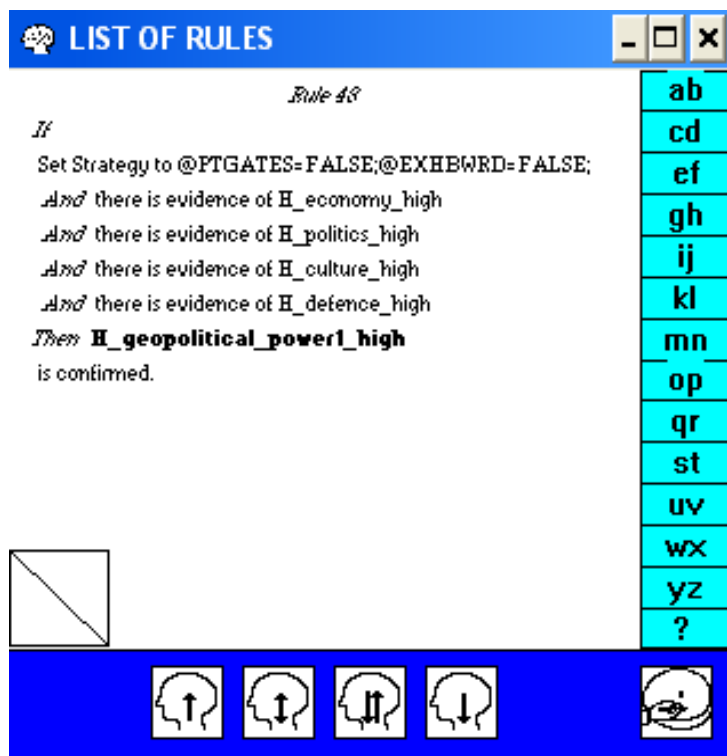 LIST OF RULES
Rule 43
If
Set Strategy to @PTGATES=FALSE;@EXHBWRD=FALSE;
And there is evidence of H_economy_high
And there is evidence of H_politics_high
And there is evidence of H_culture_high
And there is evidence of H_defence_high
Then H_geopolitical_power1_high
is confirmed.
ab
cd
ef
gh
ij
kl
mn
op
qr
st
uv
wx
yz
?